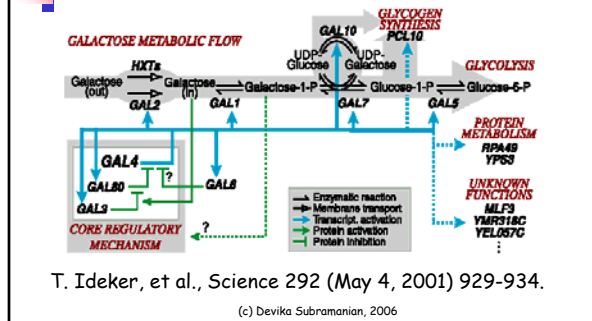 GLYCOGEN
SYNTHESIS
PCL10
GAL10
GALACTOSE METABOLIC FLOW
UDP-
Glucose
UDP-
Galactose
GLYCOLYSIS
HXTs
Galactose
(out)
Galactose
(in)
Galactose-1-P
Glucose-1-P
Glucose-6-P
GAL2
GAL1
GAL7
GAL5
PROTEIN
METABOLISM
RPA49
YPS3
GAL4
?
GAL80
GAL6
GAL3
UNKNOWN
FUNCTIONS
MLF3
YMR318C
YEL057C
⋮
Enzymatic reaction
Membrane transport
Transcript. activation
Protein activation
Protein inhibition
CORE REGULATORY
MECHANISM
?
T. Ideker, et al., Science 292 (May 4, 2001) 929-934.
(c) Devika Subramanian, 2006